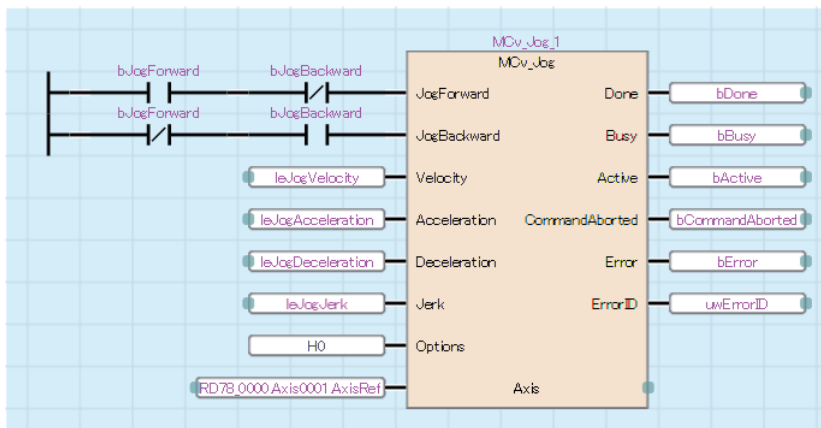 MCv_Jog_1
MCv_Jog
bJogForward bJogBackward
JogForward Done bDone
bJogForward bJogBackward
JogBackward Busy bBusy
leJogVelocity Velocity Active bActive
leJogAcceleration Acceleration CommandAborted bCommandAborted
leJogDeceleration Deceleration Error bError
leJogJerk Jerk ErrorID uwErrorID
H0 Options
RD78_0000.Axis0001.AxisRef Axis